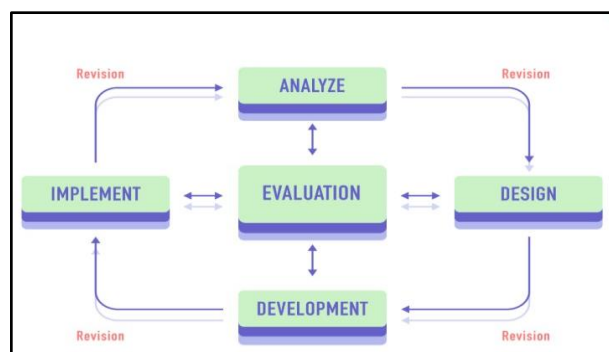 Revision
ANALYZE
Revision
IMPLEMENT
EVALUATION
DESIGN
DEVELOPMENT
Revision
Revision